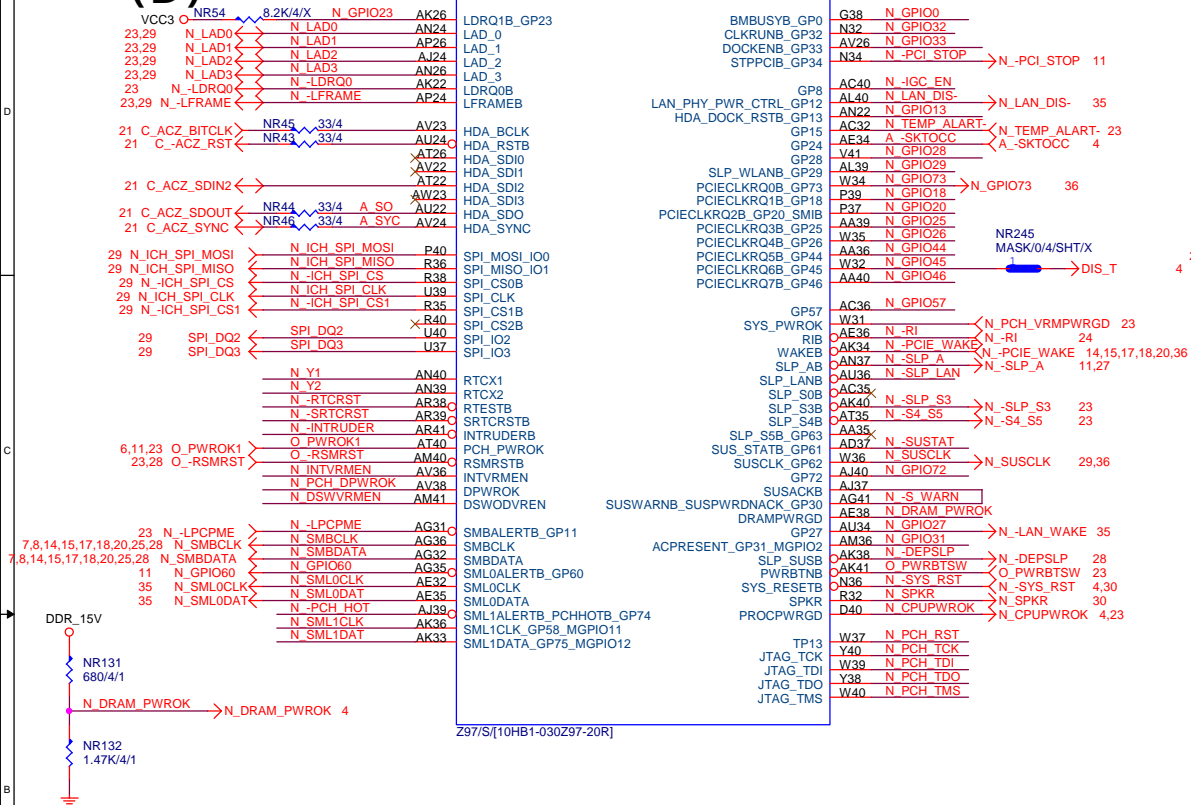 VCC3 NR54 8.2K/4/X N_GPIO23 AK26 LDRQ1B_GP23
23,29 N_LAD0 N_LAD0 AN24 LAD_0
23,29 N_LAD1 N_LAD1 AP26 LAD_1
23,29 N_LAD2 N_LAD2 AJ24 LAD_2
23,29 N_LAD3 N_LAD3 AN26 LAD_3
23 N_-LDRQ0 N_-LDRQ0 AK22 LDRQ0B
23,29 N_-LFRAME N_-LFRAME AP24 LFRAMEB
D
21 C_ACZ_BITCLK NR45 33/4 AV23 HDA_BCLK
21 C_-ACZ_RST NR43 33/4 AU24 HDA_RSTB
AT26 HDA_SDI0
AV22 HDA_SDI1
21 C_ACZ_SDIN2 AT22 HDA_SDI2
AW23 HDA_SDI3
21 C_ACZ_SDOUT NR44 33/4 A_SO AU22 HDA_SDO
21 C_ACZ_SYNC NR46 33/4 A_SYC AV24 HDA_SYNC
29 N_ICH_SPI_MOSI N_ICH_SPI_MOSI P40 SPI_MOSI_IO0
29 N_ICH_SPI_MISO N_ICH_SPI_MISO R36 SPI_MISO_IO1
29 N_-ICH_SPI_CS N_-ICH_SPI_CS R38 SPI_CS0B
29 N_ICH_SPI_CLK N_ICH_SPI_CLK U39 SPI_CLK
29 N_-ICH_SPI_CS1 N_-ICH_SPI_CS1 R35 SPI_CS1B
R40 SPI_CS2B
29 SPI_DQ2 SPI_DQ2 U40 SPI_IO2
29 SPI_DQ3 SPI_DQ3 U37 SPI_IO3
N_Y1 AN40 RTCX1
N_Y2 AN39 RTCX2
N_-RTCRST AR38 RTESTB
N_-SRTCRST AR39 SRTCRSTB
N_-INTRUDER AR41 INTRUDERB
C
6,11,23 O_PWROK1 O_PWROK1 AT40 PCH_PWROK
23,28 O_-RSMRST O_-RSMRST AM40 RSMRSTB
N_INTVRMEN AV36 INTVRMEN
N_PCH_DPWROK AV38 DPWROK
N_DSWVRMEN AM41 DSWODVREN
23 N_-LPCPME N_-LPCPME AG31 SMBALERTB_GP11
7,8,14,15,17,18,20,25,28 N_SMBCLK N_SMBCLK AG36 SMBCLK
7,8,14,15,17,18,20,25,28 N_SMBDATA N_SMBDATA AG32 SMBDATA
11 N_GPIO60 N_GPIO60 AG35 SML0ALERTB_GP60
35 N_SML0CLK N_SML0CLK AE32 SML0CLK
35 N_SML0DAT N_SML0DAT AE35 SML0DATA
N_-PCH_HOT AJ39 SML1ALERTB_PCHHOTB_GP74
N_SML1CLK AK36 SML1CLK_GP58_MGPIO11
N_SML1DAT AK33 SML1DATA_GP75_MGPIO12
DDR_15V
NR131
680/4/1
N_DRAM_PWROK N_DRAM_PWROK 4
NR132
1.47K/4/1
B
BMBUSYB_GP0 G38 N_GPIO0
CLKRUNB_GP32 N32 N_GPIO32
DOCKENB_GP33 AV26 N_GPIO33
STPPCIB_GP34 N34 N_-PCI_STOP N_-PCI_STOP 11
GP8 AC40 N_-IGC_EN
LAN_PHY_PWR_CTRL_GP12 AL40 N_LAN_DIS- N_LAN_DIS- 35
HDA_DOCK_RSTB_GP13 AN22 N_GPIO13
GP15 AC32 N_TEMP_ALART- N_TEMP_ALART- 23
GP24 AE34 A_-SKTOCC A_-SKTOCC 4
GP28 V41 N_GPIO28
SLP_WLANB_GP29 AL39 N_GPIO29
PCIECLKRQ0B_GP73 W34 N_GPIO73 N_GPIO73 36
PCIECLKRQ1B_GP18 P39 N_GPIO18
PCIECLKRQ2B_GP20_SMIB P37 N_GPIO20
PCIECLKRQ3B_GP25 AA39 N_GPIO25
PCIECLKRQ4B_GP26 W35 N_GPIO26
PCIECLKRQ5B_GP44 AA36 N_GPIO44
PCIECLKRQ6B_GP45 W32 N_GPIO45
PCIECLKRQ7B_GP46 AA40 N_GPIO46
NR245
MASK/0/4/SHT/X
1 DIS_T 4
GP57 AC36 N_GPIO57
SYS_PWROK W31 N_PCH_VRMPWRGD 23
RIB AE36 N_-RI N_-RI 24
WAKEB AK34 N_-PCIE_WAKE N_-PCIE_WAKE 14,15,17,18,20,36
SLP_AB AN37 N_-SLP_A N_-SLP_A 11,27
SLP_LANB AU36 N_-SLP_LAN
SLP_S0B AC35
SLP_S3B AK40 N_-SLP_S3 N_-SLP_S3 23
SLP_S4B AT35 N_-S4_S5 N_-S4_S5 23
SLP_S5B_GP63 AA35
SUS_STATB_GP61 AD37 N_-SUSTAT
SUSCLK_GP62 W36 N_SUSCLK N_SUSCLK 29,36
GP72 AJ40 N_GPIO72
SUSACKB AJ37
SUSWARNB_SUSPWRDNACK_GP30 AG41 N_-S_WARN
DRAMPWRGD AE38 N_DRAM_PWROK
GP27 AU34 N_GPIO27 N_-LAN_WAKE 35
ACPRESENT_GP31_MGPIO2 AM36 N_GPIO31
SLP_SUSB AK38 N_-DEPSLP N_-DEPSLP 28
PWRBTNB AK41 O_PWRBTSW O_PWRBTSW 23
SYS_RESETB N36 N_-SYS_RST N_-SYS_RST 4,30
SPKR R32 N_SPKR N_SPKR 30
PROCPWRGD D40 N_CPUPWROK N_CPUPWROK 4,23
TP13 W37 N_PCH_RST
JTAG_TCK Y40 N_PCH_TCK
JTAG_TDI W39 N_PCH_TDI
JTAG_TDO Y38 N_PCH_TDO
JTAG_TMS W40 N_PCH_TMS
Z97/S/[10HB1-030Z97-20R]